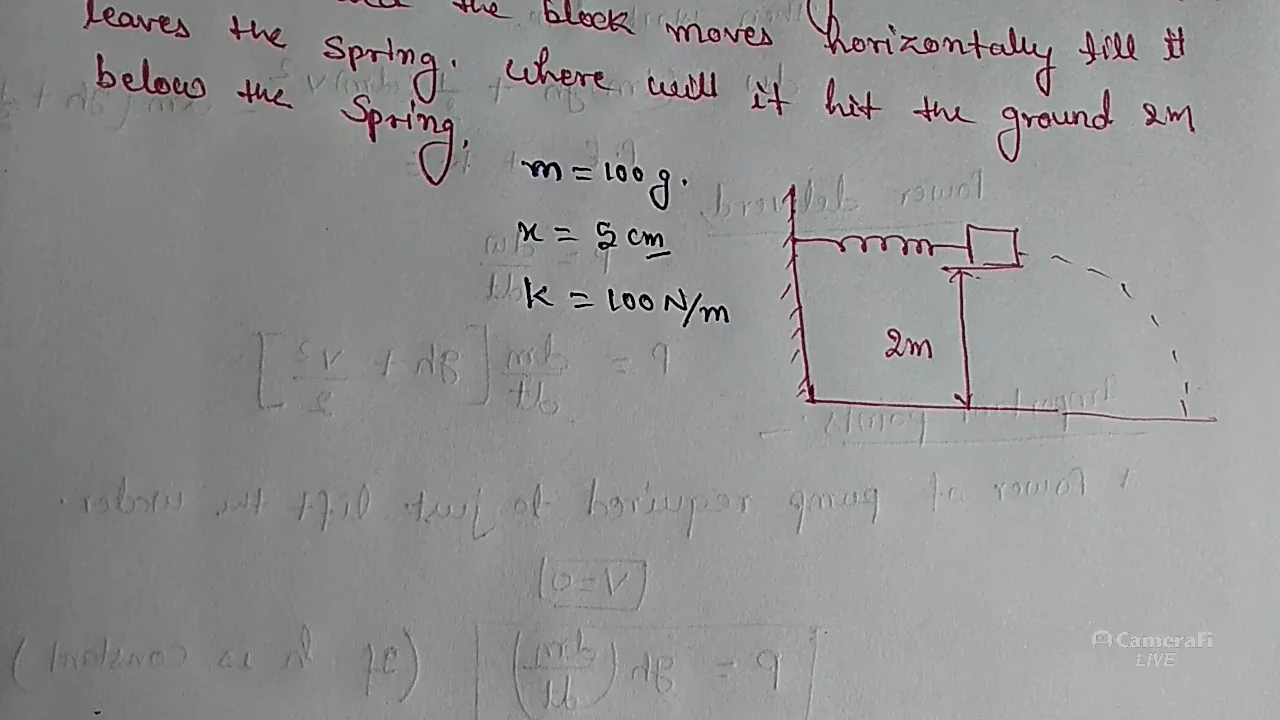 the block moves horizontally till it
leaves the spring. where will it hit the ground 2m
below the spring.
m = 100 g.
x = 5 cm
k = 100 N/m
2m
CameraFi
LIVE